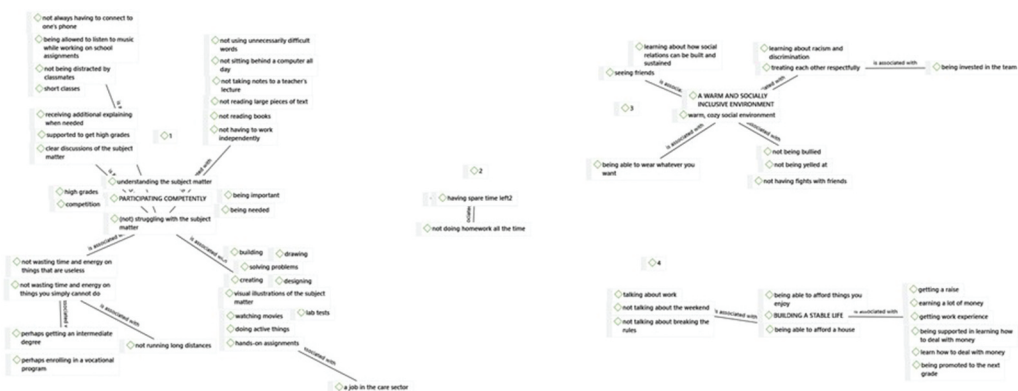 not always having to connect to
one's phone
being allowed to listen to music
while working on school
assignments
not being distracted by
classmates
short classes
receiving additional explaining
when needed
supported to get high grades
clear discussions of the subject
matter
1
not using unnecessarily difficult
words
not sitting behind a computer all
day
not taking notes to a teacher's
lecture
not reading large pieces of text
not reading books
not having to work
independently
understanding the subject matter
high grades
competition
PARTICIPATING COMPETENTLY
being important
being needed
(not) struggling with the subject
matter
is associated with
not wasting time and energy on
things that are useless
not wasting time and energy on
things you simply cannot do
is associated with
perhaps getting an intermediate
degree
perhaps enrolling in a vocational
program
not running long distances
building
drawing
solving problems
creating
designing
visual illustrations of the subject
matter
watching movies
lab tests
doing active things
hands-on assignments
associated with
a job in the care sector
2
having spare time left2
not doing homework all the time
learning about how social
relations can be built and
sustained
seeing friends
learning about racism and
discrimination
treating each other respectfully
is associated with
being invested in the team
3
A WARM AND SOCIALLY
INCLUSIVE ENVIRONMENT
warm, cozy social environment
is associated with
being able to wear whatever you
want
not being bullied
not being yelled at
not having fights with friends
4
talking about work
not talking about the weekend
not talking about breaking the
rules
is associated with
being able to afford things you
enjoy
BUILDING A STABLE LIFE
being able to afford a house
is associated with
getting a raise
earning a lot of money
getting work experience
being supported in learning how
to deal with money
learn how to deal with money
being promoted to the next
grade